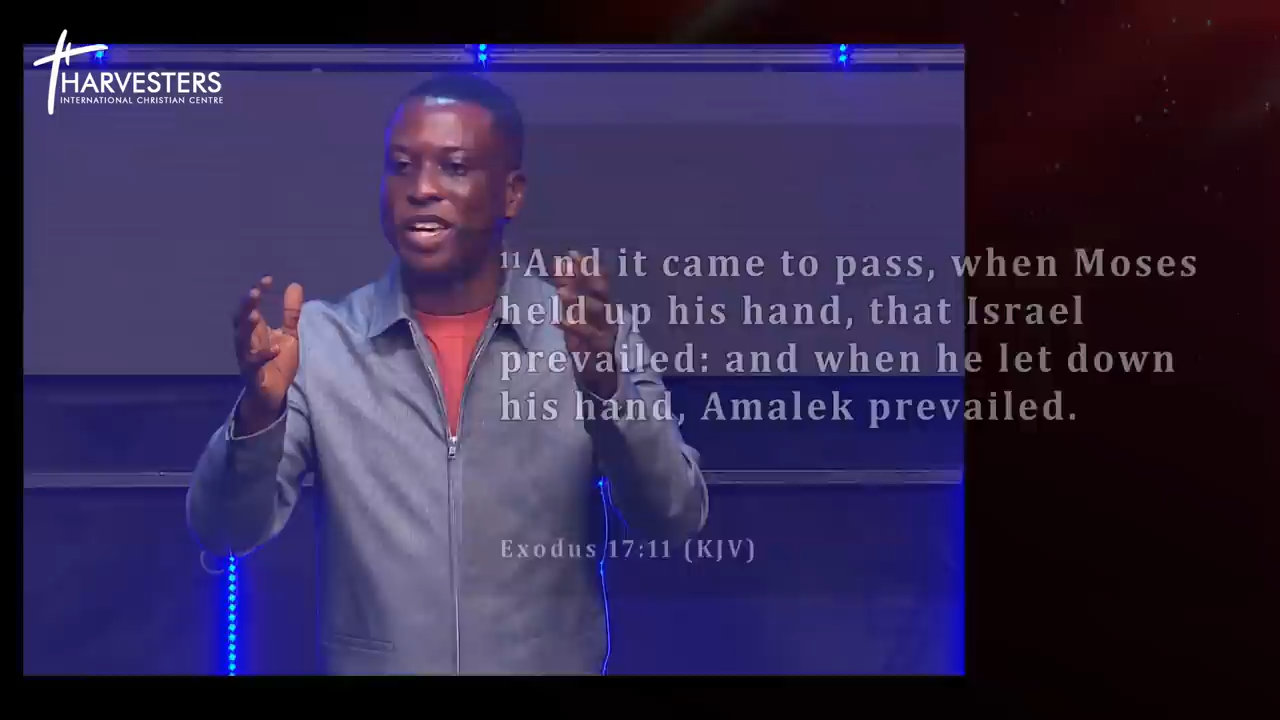 HARVESTERS
INTERNATIONAL CHRISTIAN CENTRE
¹¹And it came to pass, when Moses
held up his hand, that Israel
prevailed: and when he let down
his hand, Amalek prevailed.
Exodus 17:11 (KJV)